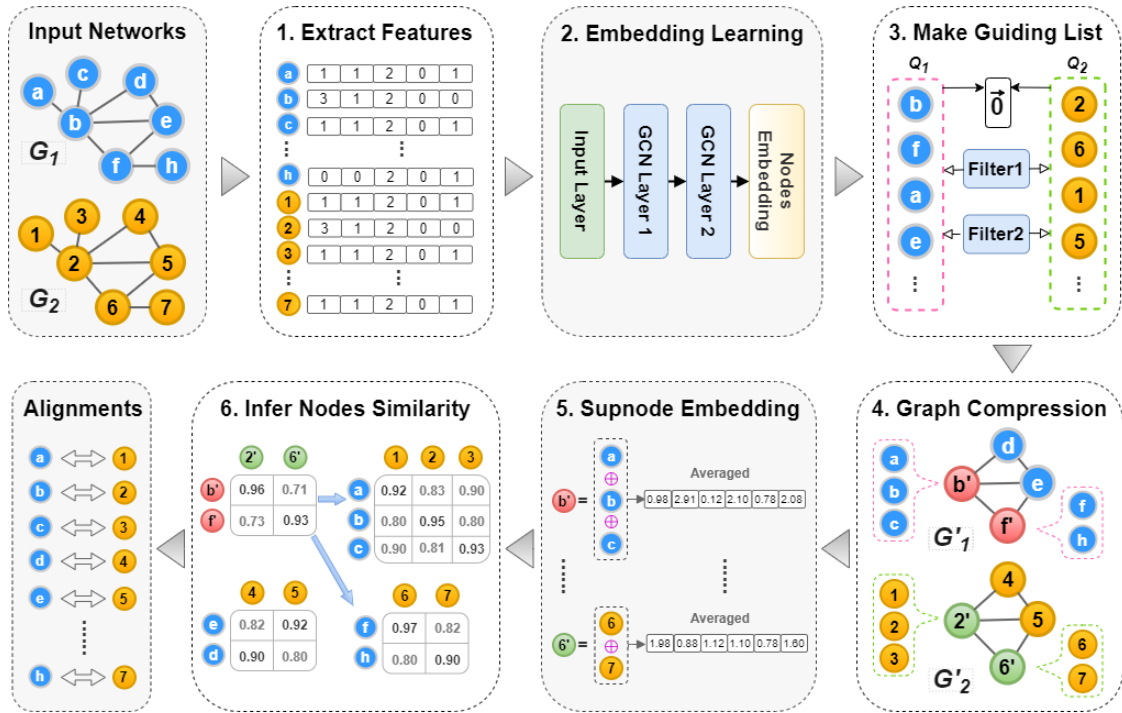 Input Networks
a
c
d
b
e
f
h
G1
1
3
4
2
5
6
7
G2
1. Extract Features
a 1 1 2 0 1
b 3 1 2 0 0
c 1 1 2 0 1
h 0 0 2 0 1
1 1 1 2 0 1
2 3 1 2 0 0
3 1 1 2 0 1
7 1 1 2 0 1
2. Embedding Learning
Input Layer
GCN Layer 1
GCN Layer 2
Nodes
Embedding
3. Make Guiding List
Q1 Q2
b 0 2
f 6
Filter1
a 1
e Filter2 5
4. Graph Compression
a
b
c
d
b'
e
f'
f
h
G'1
1
2
3
4
2'
5
6'
6
7
G'2
5. Supnode Embedding
a
⊕
b' = b
⊕
c
Averaged
0.98 2.91 0.12 2.10 0.78 2.08
6
6' = ⊕
7
Averaged
1.98 0.88 1.12 1.10 0.78 1.60
6. Infer Nodes Similarity
2' 6'
b' 0.96 0.71
f' 0.73 0.93
1 2 3
a 0.92 0.83 0.90
b 0.80 0.95 0.80
c 0.90 0.81 0.93
4 5
e 0.82 0.92
d 0.90 0.80
6 7
f 0.97 0.82
h 0.80 0.90
Alignments
a 1
b 2
c 3
d 4
e 5
h 7